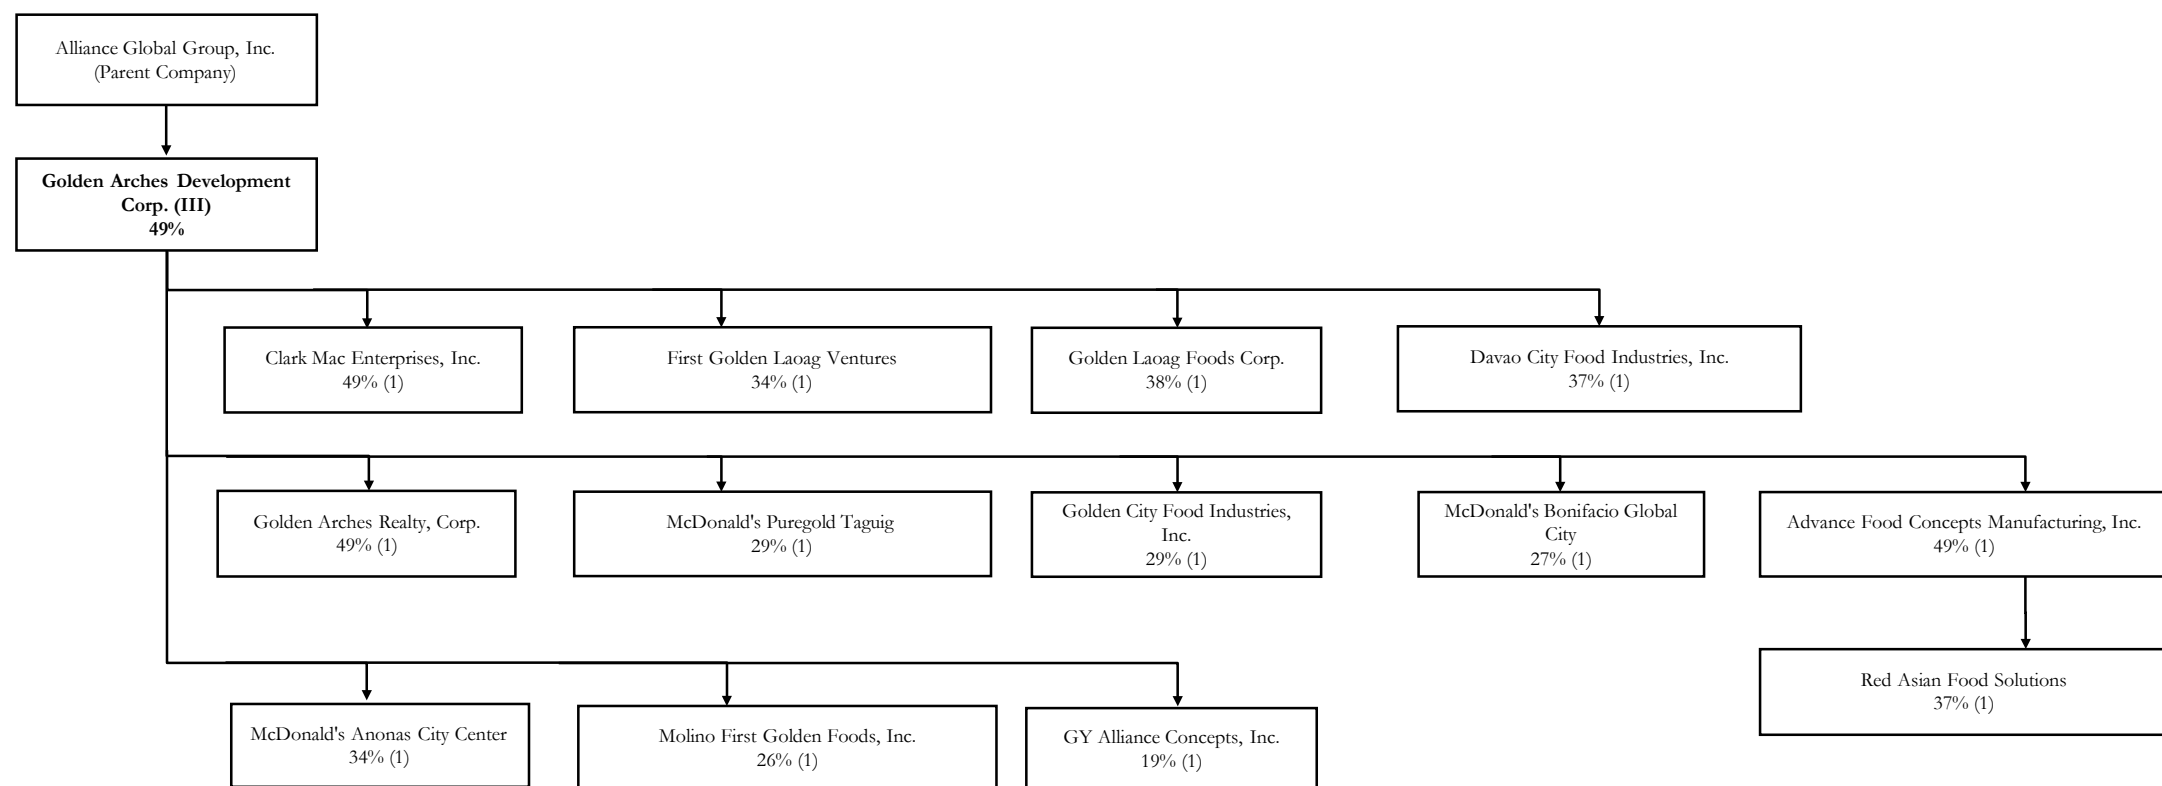 Alliance Global Group, Inc.
(Parent Company)
Golden Arches Development
Corp. (III)
49%
Clark Mac Enterprises, Inc.
49% (1)
First Golden Laoag Ventures
34% (1)
Golden Laoag Foods Corp.
38% (1)
Davao City Food Industries, Inc.
37% (1)
Golden Arches Realty, Corp.
49% (1)
McDonald's Puregold Taguig
29% (1)
Golden City Food Industries,
Inc.
29% (1)
McDonald's Bonifacio Global
City
27% (1)
Advance Food Concepts Manufacturing, Inc.
49% (1)
Red Asian Food Solutions
37% (1)
McDonald's Anonas City Center
34% (1)
Molino First Golden Foods, Inc.
26% (1)
GY Alliance Concepts, Inc.
19% (1)